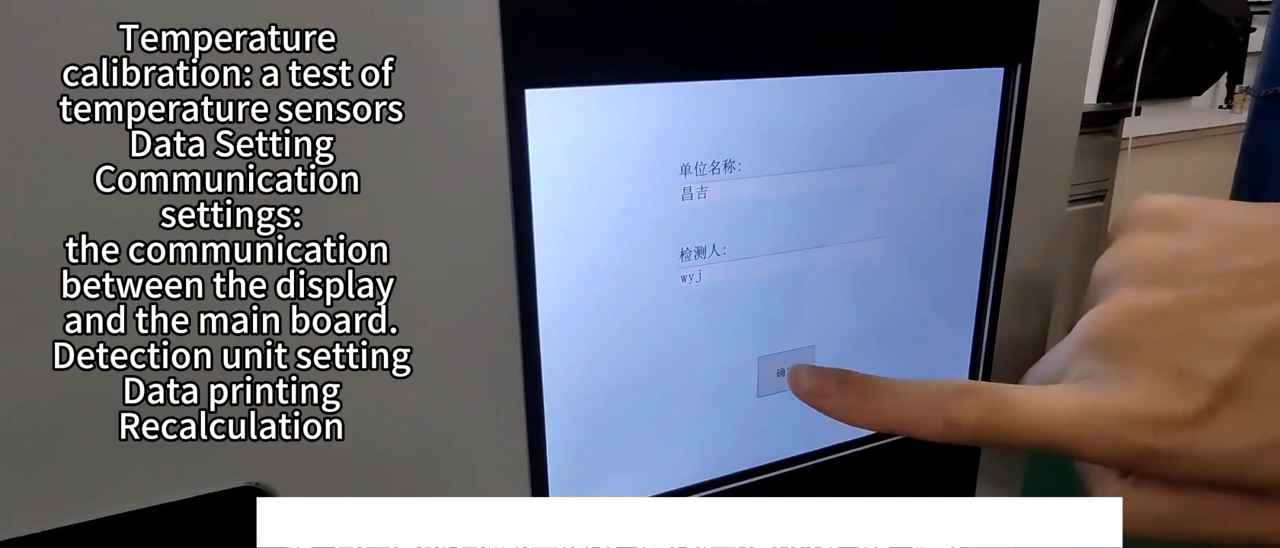 Temperature
calibration: a test of
temperature sensors
Data Setting
Communication
settings:
the communication
between the display
and the main board.
Detection unit setting
Data printing
Recalculation
单位名称:
昌吉
检测人:
wyj
确